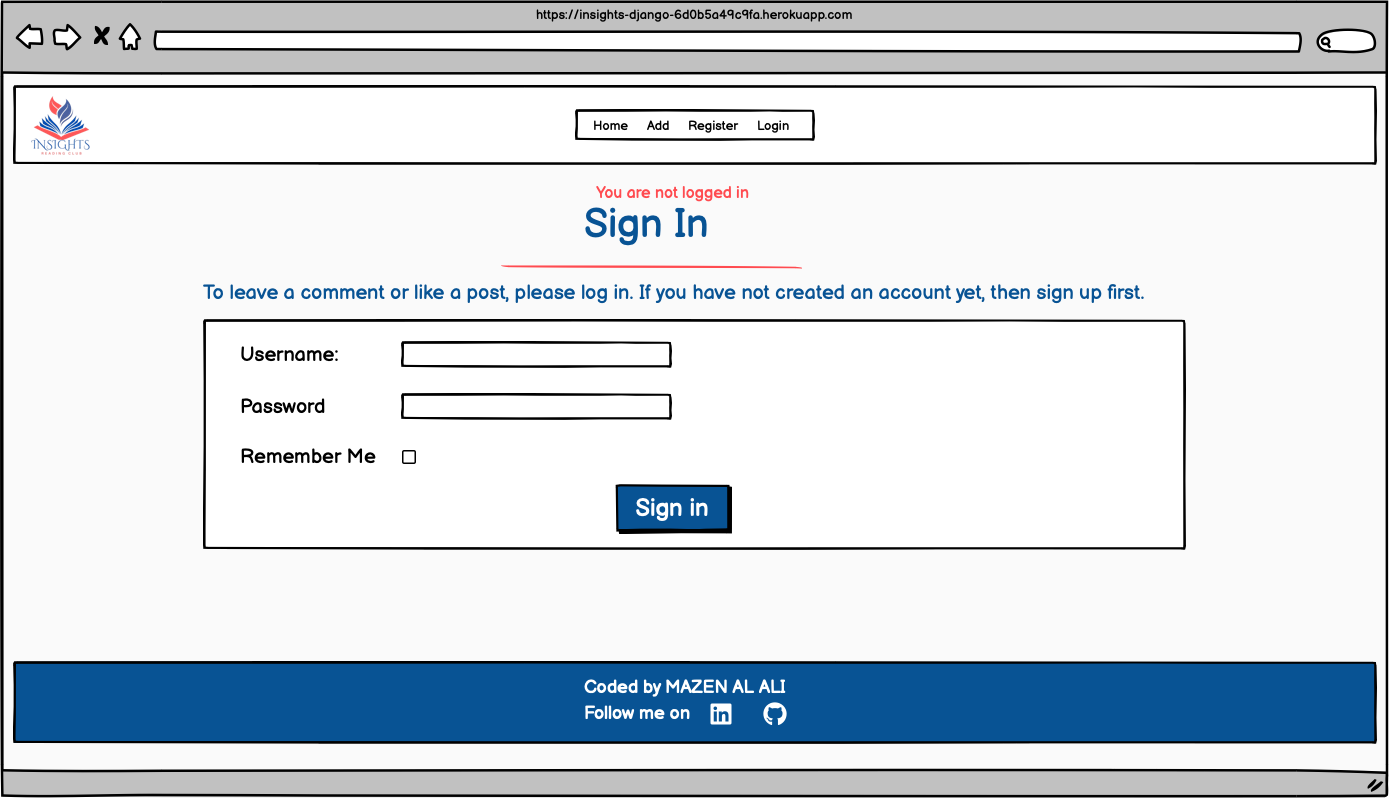 https://insights-django-6d0b5a49c9fa.herokuapp.com
INSIGHTS
READING CLUB
Home Add Register Login
You are not logged in
Sign In
To leave a comment or like a post, please log in. If you have not created an account yet, then sign up first.
Username:
Password
Remember Me
Sign in
Coded by MAZEN AL ALI
Follow me on in